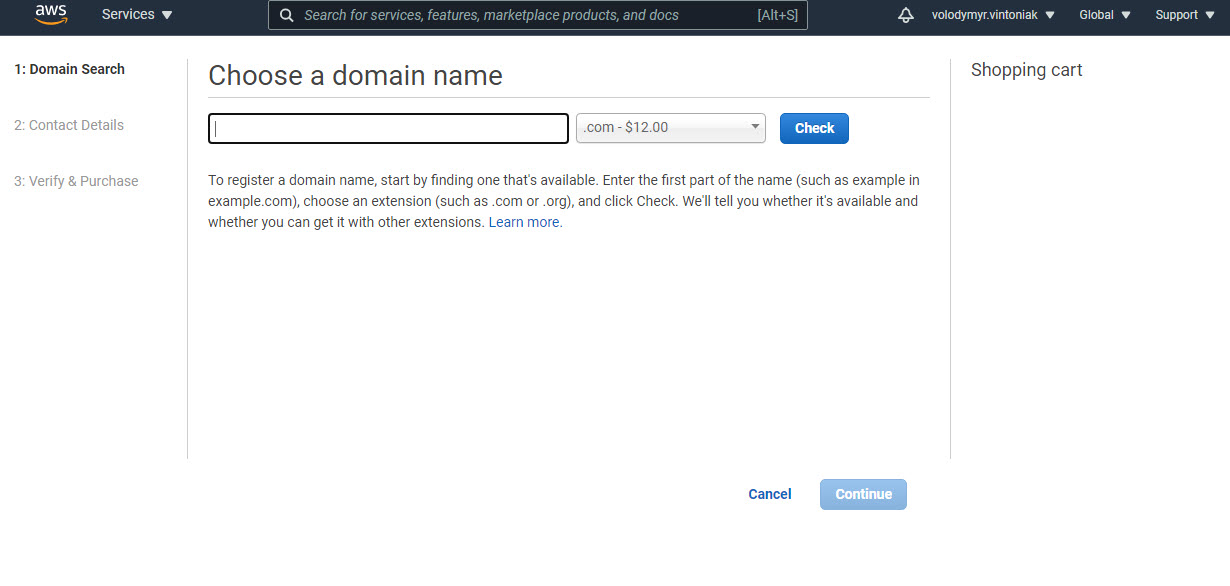 aws
Services
Search for services, features, marketplace products, and docs
[Alt+S]
volodymyr.vintoniak
Global
Support
1: Domain Search
2: Contact Details
3: Verify & Purchase
Choose a domain name
.com - $12.00
Check
To register a domain name, start by finding one that's available. Enter the first part of the name (such as example in
example.com), choose an extension (such as .com or .org), and click Check. We'll tell you whether it's available and
whether you can get it with other extensions. Learn more.
Shopping cart
Cancel
Continue